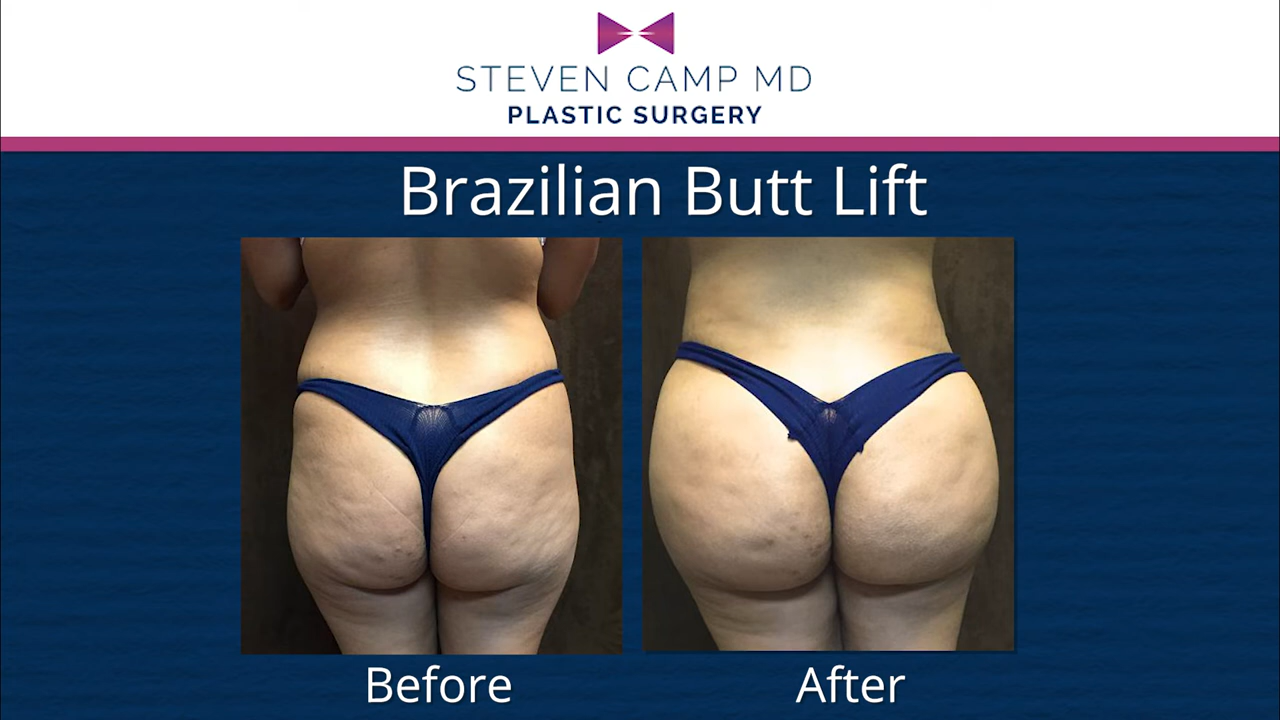 STEVEN CAMP MD
PLASTIC SURGERY
Brazilian Butt Lift
Before
After